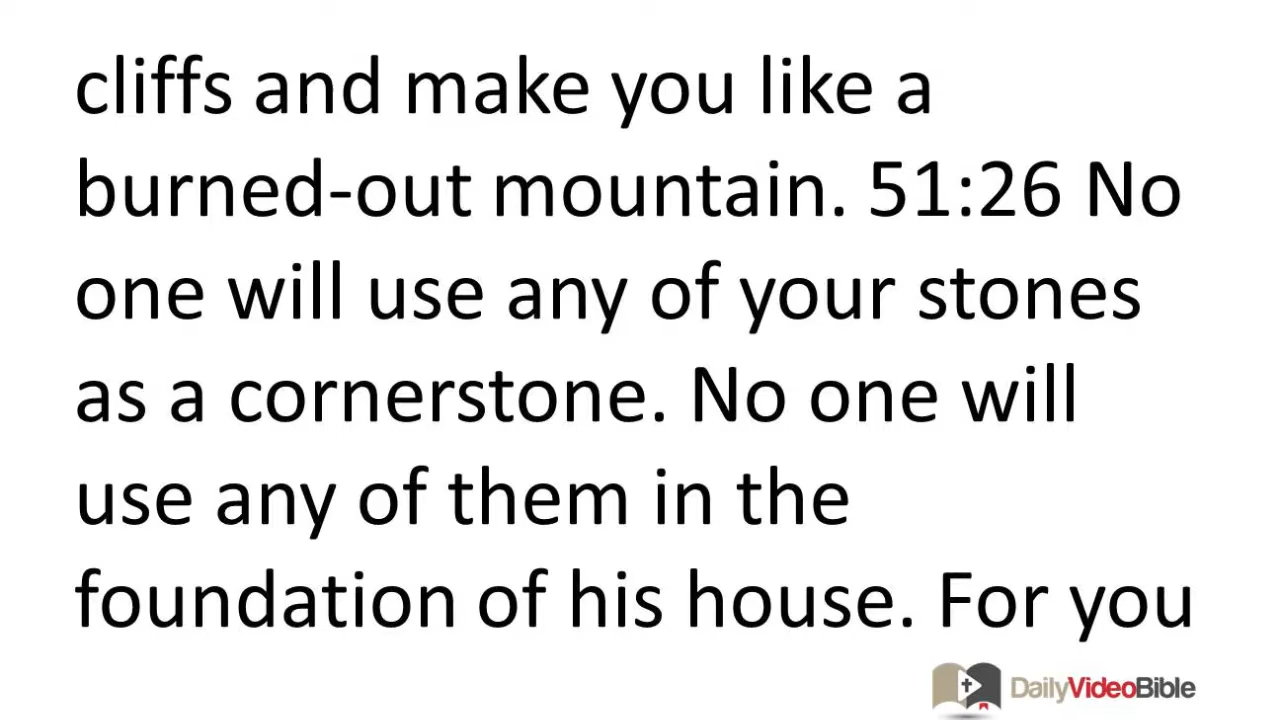 cliffs and make you like a
burned-out mountain. 51:26 No
one will use any of your stones
as a cornerstone. No one will
use any of them in the
foundation of his house. For you
DailyVideoBible